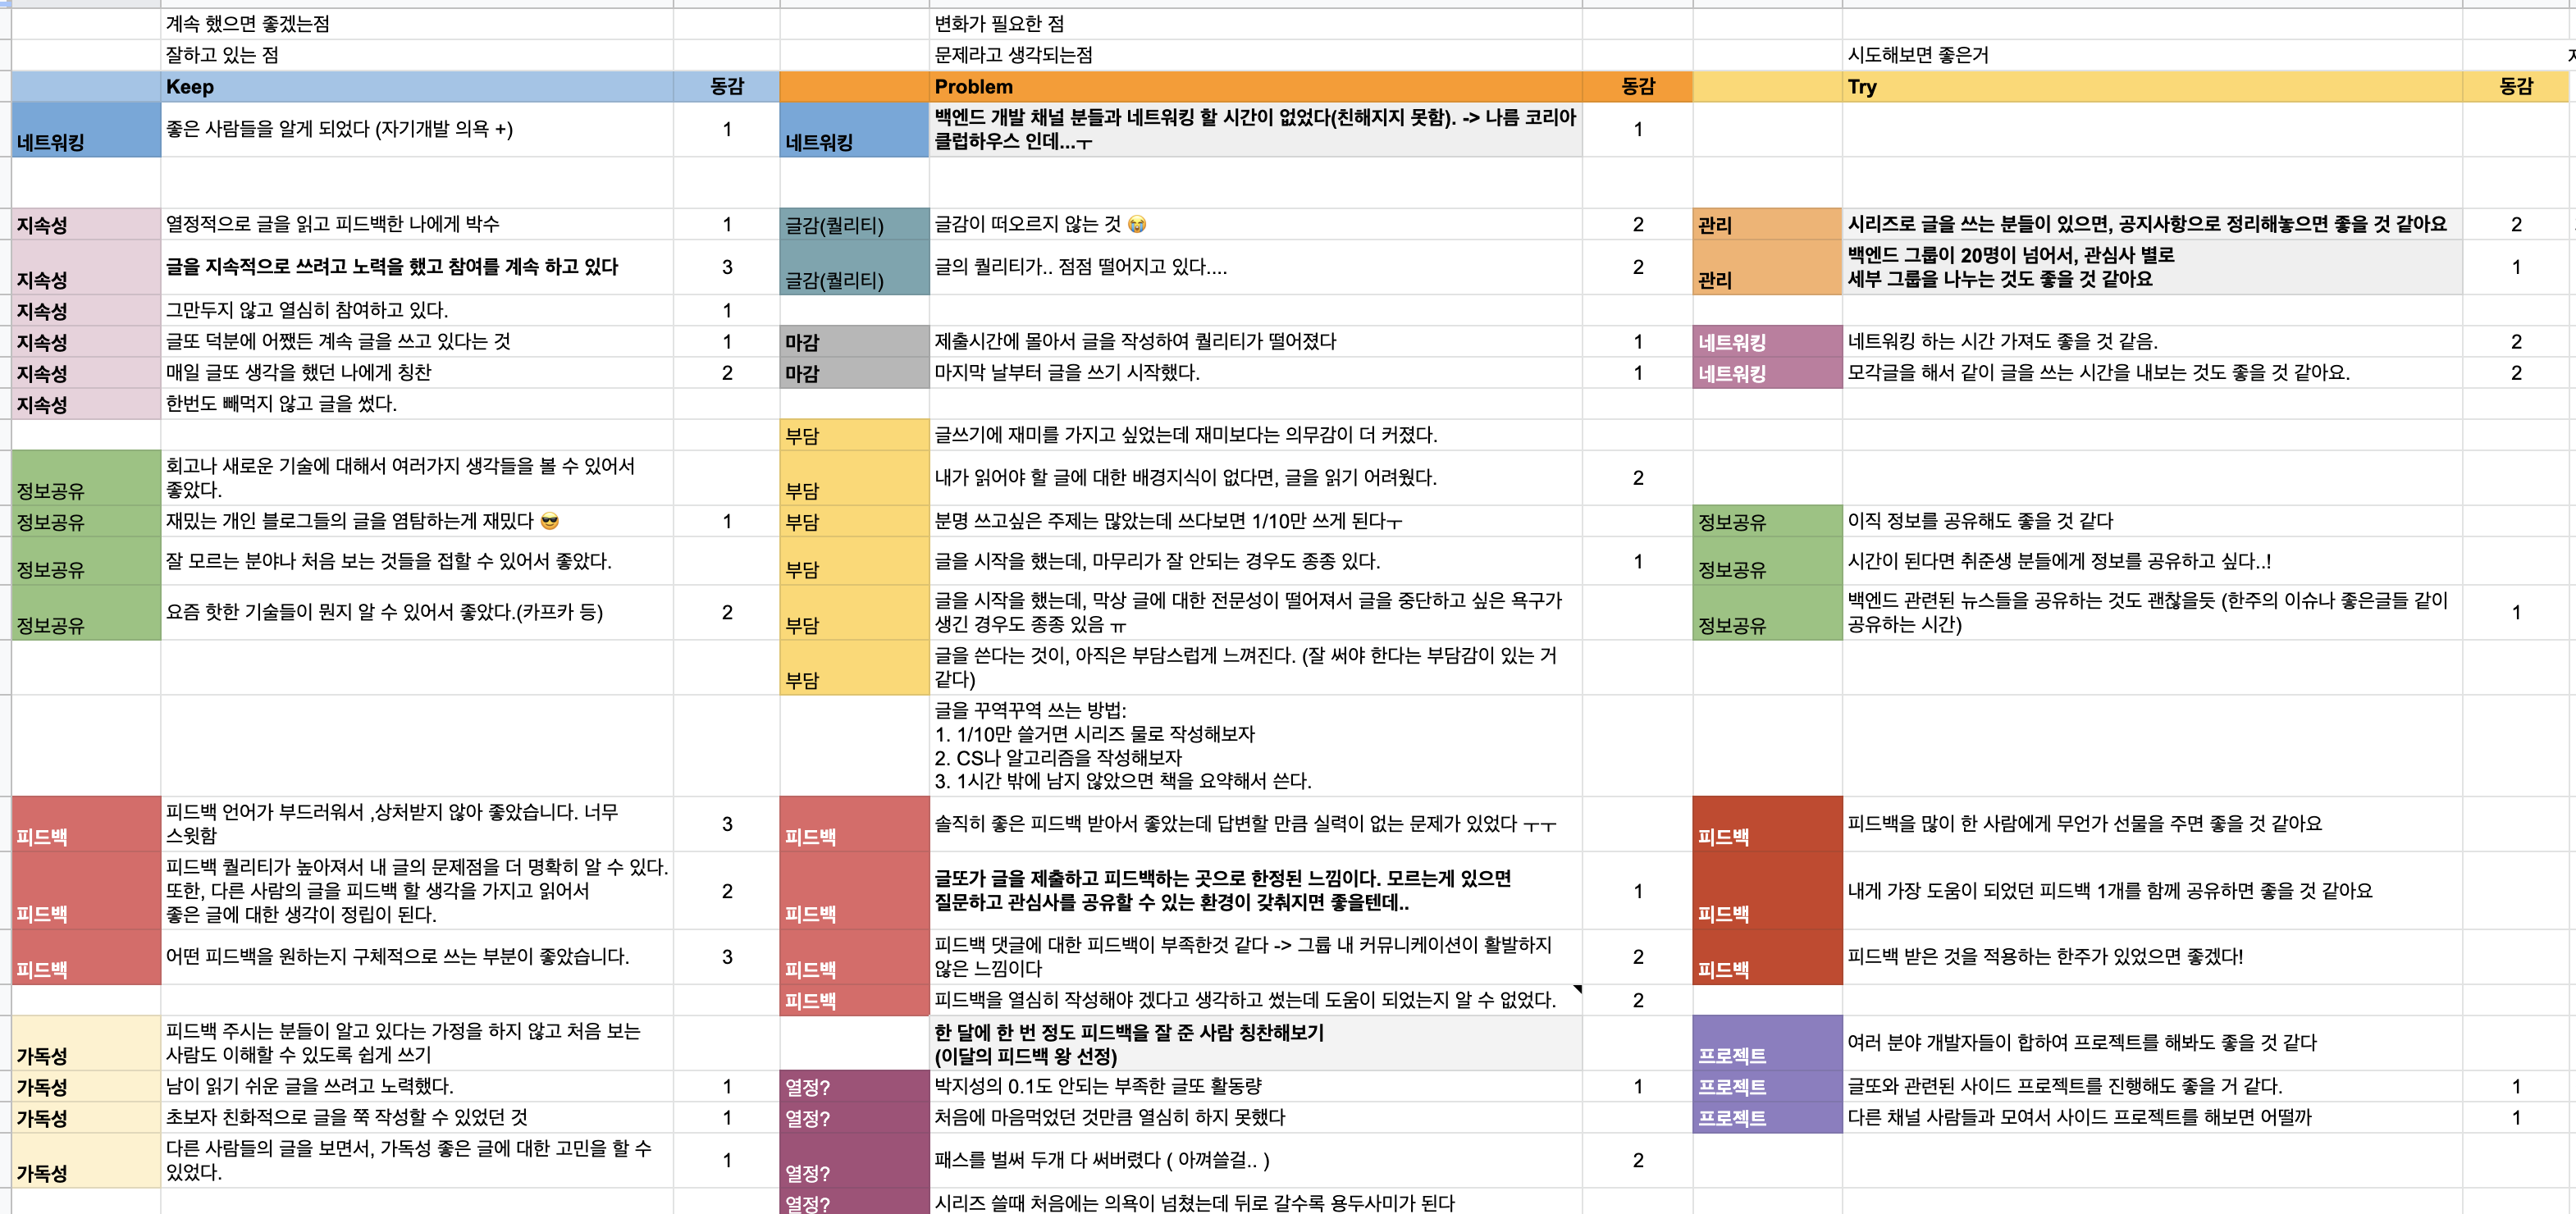 계속 했으면 좋겠는점
변화가 필요한 점
잘하고 있는 점
문제라고 생각되는점
시도해보면 좋은거
Keep
동감
Problem
동감
Try
동감
네트워킹
좋은 사람들을 알게 되었다 (자기개발 의욕 +)
1
네트워킹
백엔드 개발 채널 분들과 네트워킹 할 시간이 없었다(친해지지 못함). -> 나름 코리아
클럽하우스 인데...ㅜ
1
지속성
열정적으로 글을 읽고 피드백한 나에게 박수
1
글감(퀄리티)
글감이 떠오르지 않는 것 😭
2
관리
시리즈로 글을 쓰는 분들이 있으면, 공지사항으로 정리해놓으면 좋을 것 같아요
2
지속성
글을 지속적으로 쓰려고 노력을 했고 참여를 계속 하고 있다
3
글감(퀄리티)
글의 퀄리티가.. 점점 떨어지고 있다....
2
관리
백엔드 그룹이 20명이 넘어서, 관심사 별로
세부 그룹을 나누는 것도 좋을 것 같아요
1
지속성
그만두지 않고 열심히 참여하고 있다.
1
지속성
글또 덕분에 어쨌든 계속 글을 쓰고 있다는 것
1
마감
제출시간에 몰아서 글을 작성하여 퀄리티가 떨어졌다
1
네트워킹
네트워킹 하는 시간 가져도 좋을 것 같음.
2
지속성
매일 글또 생각을 했던 나에게 칭찬
2
마감
마지막 날부터 글을 쓰기 시작했다.
1
네트워킹
모각글을 해서 같이 글을 쓰는 시간을 내보는 것도 좋을 것 같아요.
2
지속성
한번도 빼먹지 않고 글을 썼다.
부담
글쓰기에 재미를 가지고 싶었는데 재미보다는 의무감이 더 커졌다.
정보공유
회고나 새로운 기술에 대해서 여러가지 생각들을 볼 수 있어서
좋았다.
부담
내가 읽어야 할 글에 대한 배경지식이 없다면, 글을 읽기 어려웠다.
2
정보공유
재밌는 개인 블로그들의 글을 염탐하는게 재밌다 😎
1
부담
분명 쓰고싶은 주제는 많았는데 쓰다보면 1/10만 쓰게 된다ㅜ
정보공유
이직 정보를 공유해도 좋을 것 같다
정보공유
잘 모르는 분야나 처음 보는 것들을 접할 수 있어서 좋았다.
부담
글을 시작을 했는데, 마무리가 잘 안되는 경우도 종종 있다.
1
정보공유
시간이 된다면 취준생 분들에게 정보를 공유하고 싶다..!
정보공유
요즘 핫한 기술들이 뭔지 알 수 있어서 좋았다.(카프카 등)
2
부담
글을 시작을 했는데, 막상 글에 대한 전문성이 떨어져서 글을 중단하고 싶은 욕구가
생긴 경우도 종종 있음 ㅠ
정보공유
백엔드 관련된 뉴스들을 공유하는 것도 괜찮을듯 (한주의 이슈나 좋은글들 같이
공유하는 시간)
1
부담
글을 쓴다는 것이, 아직은 부담스럽게 느껴진다. (잘 써야 한다는 부담감이 있는 거
같다)
글을 꾸역꾸역 쓰는 방법:
1. 1/10만 쓸거면 시리즈 물로 작성해보자
2. CS나 알고리즘을 작성해보자
3. 1시간 밖에 남지 않았으면 책을 요약해서 쓴다.
피드백
피드백 언어가 부드러워서 ,상처받지 않아 좋았습니다. 너무
스윗함
3
피드백
솔직히 좋은 피드백 받아서 좋았는데 답변할 만큼 실력이 없는 문제가 있었다 ㅜㅜ
피드백
피드백을 많이 한 사람에게 무언가 선물을 주면 좋을 것 같아요
피드백
피드백 퀄리티가 높아져서 내 글의 문제점을 더 명확히 알 수 있다.
또한, 다른 사람의 글을 피드백 할 생각을 가지고 읽어서
좋은 글에 대한 생각이 정립이 된다.
2
피드백
글또가 글을 제출하고 피드백하는 곳으로 한정된 느낌이다. 모르는게 있으면
질문하고 관심사를 공유할 수 있는 환경이 갖춰지면 좋을텐데..
1
피드백
내게 가장 도움이 되었던 피드백 1개를 함께 공유하면 좋을 것 같아요
피드백
어떤 피드백을 원하는지 구체적으로 쓰는 부분이 좋았습니다.
3
피드백
피드백 댓글에 대한 피드백이 부족한것 같다 -> 그룹 내 커뮤니케이션이 활발하지
않은 느낌이다
2
피드백
피드백 받은 것을 적용하는 한주가 있었으면 좋겠다!
피드백
피드백을 열심히 작성해야 겠다고 생각하고 썼는데 도움이 되었는지 알 수 없었다.
2
가독성
피드백 주시는 분들이 알고 있다는 가정을 하지 않고 처음 보는
사람도 이해할 수 있도록 쉽게 쓰기
한 달에 한 번 정도 피드백을 잘 준 사람 칭찬해보기
(이달의 피드백 왕 선정)
프로젝트
여러 분야 개발자들이 합하여 프로젝트를 해봐도 좋을 것 같다
가독성
남이 읽기 쉬운 글을 쓰려고 노력했다.
1
열정?
박지성의 0.1도 안되는 부족한 글또 활동량
1
프로젝트
글또와 관련된 사이드 프로젝트를 진행해도 좋을 거 같다.
1
가독성
초보자 친화적으로 글을 쭉 작성할 수 있었던 것
1
열정?
처음에 마음먹었던 것만큼 열심히 하지 못했다
프로젝트
다른 채널 사람들과 모여서 사이드 프로젝트를 해보면 어떨까
1
가독성
다른 사람들의 글을 보면서, 가독성 좋은 글에 대한 고민을 할 수
있었다.
1
열정?
패스를 벌써 두개 다 써버렸다 ( 아껴쓸걸.. )
2
열정?
시리즈 쓸때 처음에는 의욕이 넘쳤는데 뒤로 갈수록 용두사미가 된다